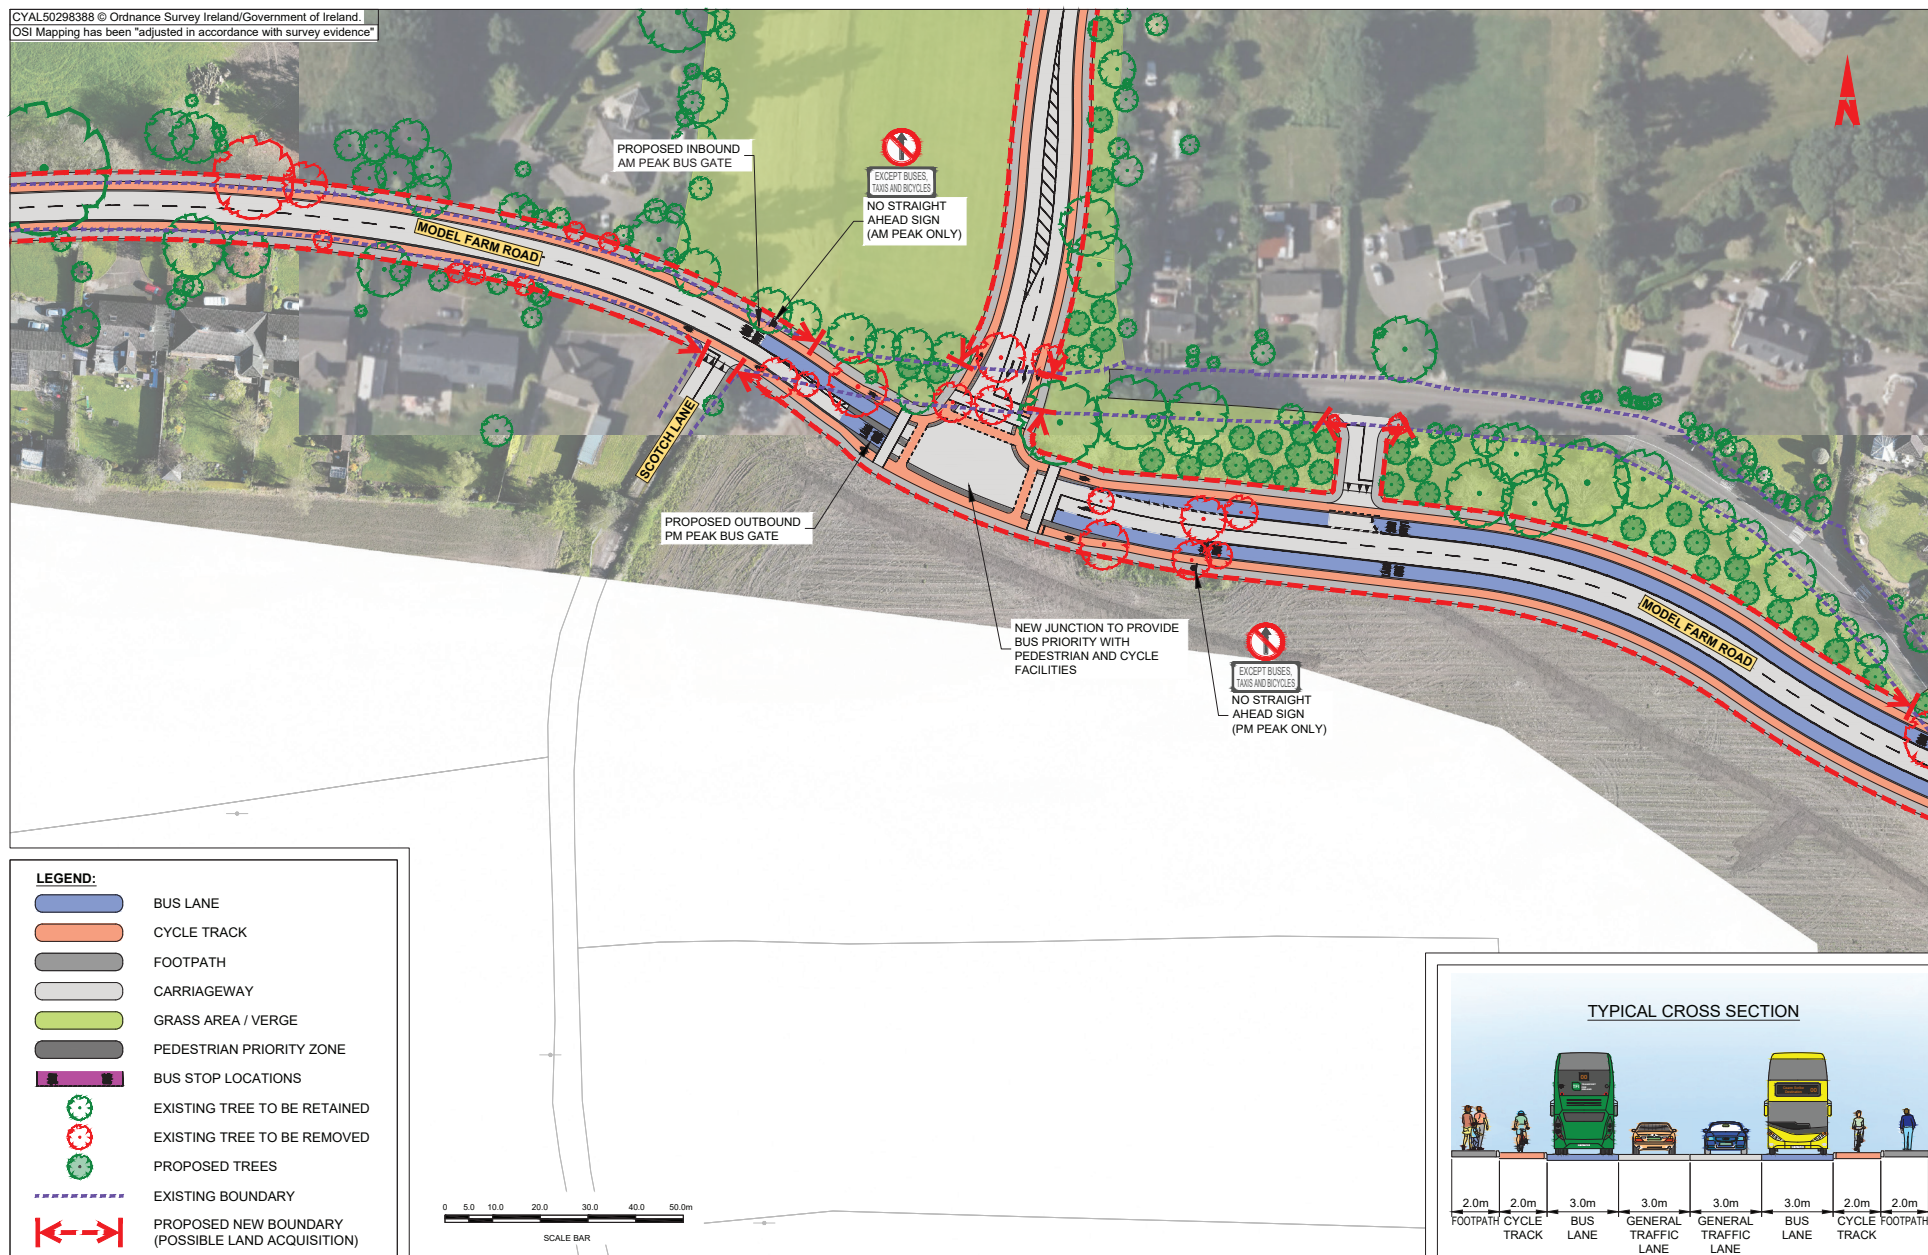 CYAL50298388 © Ordnance Survey Ireland/Government of Ireland.
OSI Mapping has been "adjusted in accordance with survey evidence"
PROPOSED INBOUND
AM PEAK BUS GATE
EXCEPT BUSES,
TAXIS AND BICYCLES
NO STRAIGHT
AHEAD SIGN
(AM PEAK ONLY)
N
MODEL FARM ROAD
SCOTCH LANE
PROPOSED OUTBOUND
PM PEAK BUS GATE
NEW JUNCTION TO PROVIDE
BUS PRIORITY WITH
PEDESTRIAN AND CYCLE
FACILITIES
EXCEPT BUSES,
TAXIS AND BICYCLES
NO STRAIGHT
AHEAD SIGN
(PM PEAK ONLY)
MODEL FARM ROAD
LEGEND:
BUS LANE
CYCLE TRACK
FOOTPATH
CARRIAGEWAY
GRASS AREA / VERGE
PEDESTRIAN PRIORITY ZONE
BUS STOP LOCATIONS
EXISTING TREE TO BE RETAINED
EXISTING TREE TO BE REMOVED
PROPOSED TREES
EXISTING BOUNDARY
PROPOSED NEW BOUNDARY
(POSSIBLE LAND ACQUISITION)
0 5.0 10.0 20.0 30.0 40.0 50.0m
SCALE BAR
TYPICAL CROSS SECTION
2.0m 2.0m 3.0m 3.0m 3.0m 3.0m 2.0m 2.0m
FOOTPATH CYCLE TRACK BUS LANE GENERAL TRAFFIC LANE GENERAL TRAFFIC LANE BUS LANE CYCLE TRACK FOOTPATH